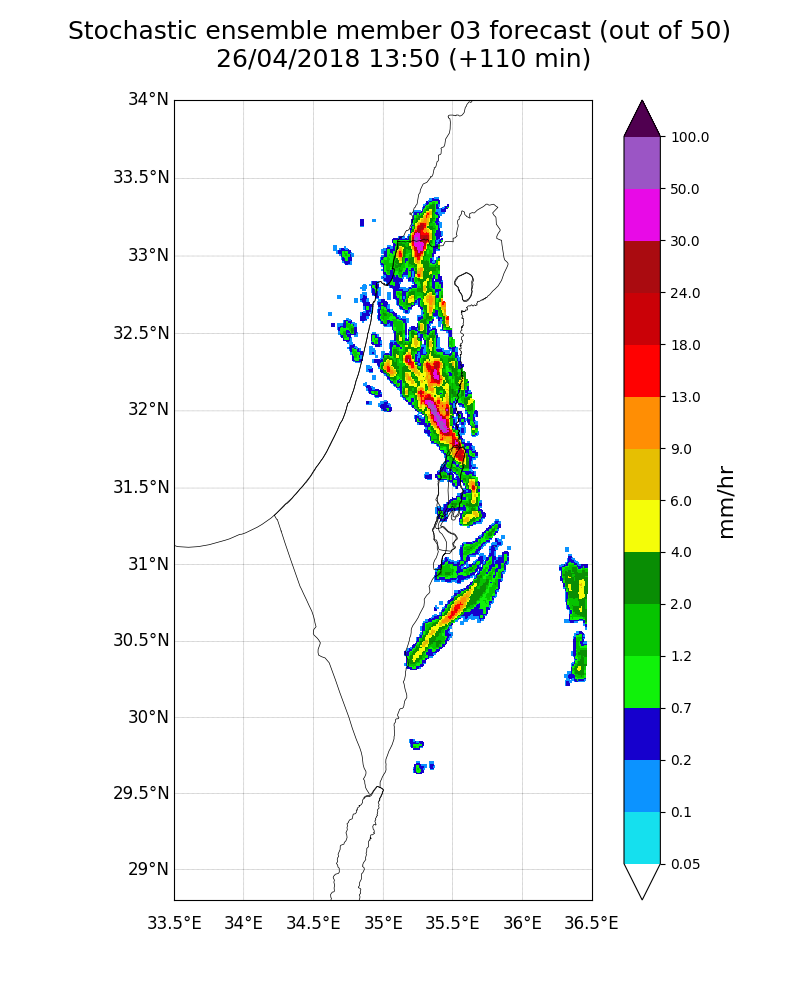 Stochastic ensemble member 03 forecast (out of 50)
26/04/2018 13:50 (+110 min)
34°N
33.5°N
33°N
32.5°N
32°N
31.5°N
31°N
30.5°N
30°N
29.5°N
29°N
33.5°E
34°E
34.5°E
35°E
35.5°E
36°E
36.5°E
100.0
50.0
30.0
24.0
18.0
13.0
9.0
6.0
4.0
2.0
1.2
0.7
0.2
0.1
0.05
mm/hr